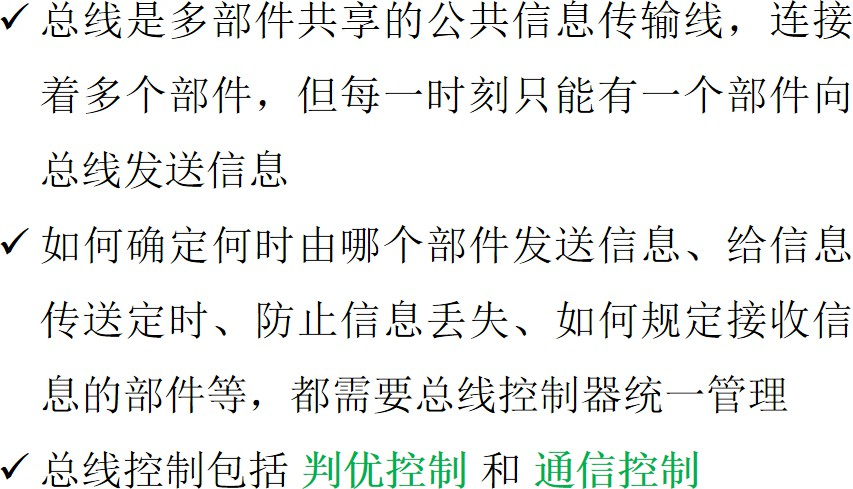 ✓ 总线是多部件共享的公共信息传输线，连接
着多个部件，但每一时刻只能有一个部件向
总线发送信息
✓ 如何确定何时由哪个部件发送信息、给信息
传送定时、防止信息丢失、如何规定接收信
息的部件等，都需要总线控制器统一管理
✓ 总线控制包括 判优控制 和 通信控制